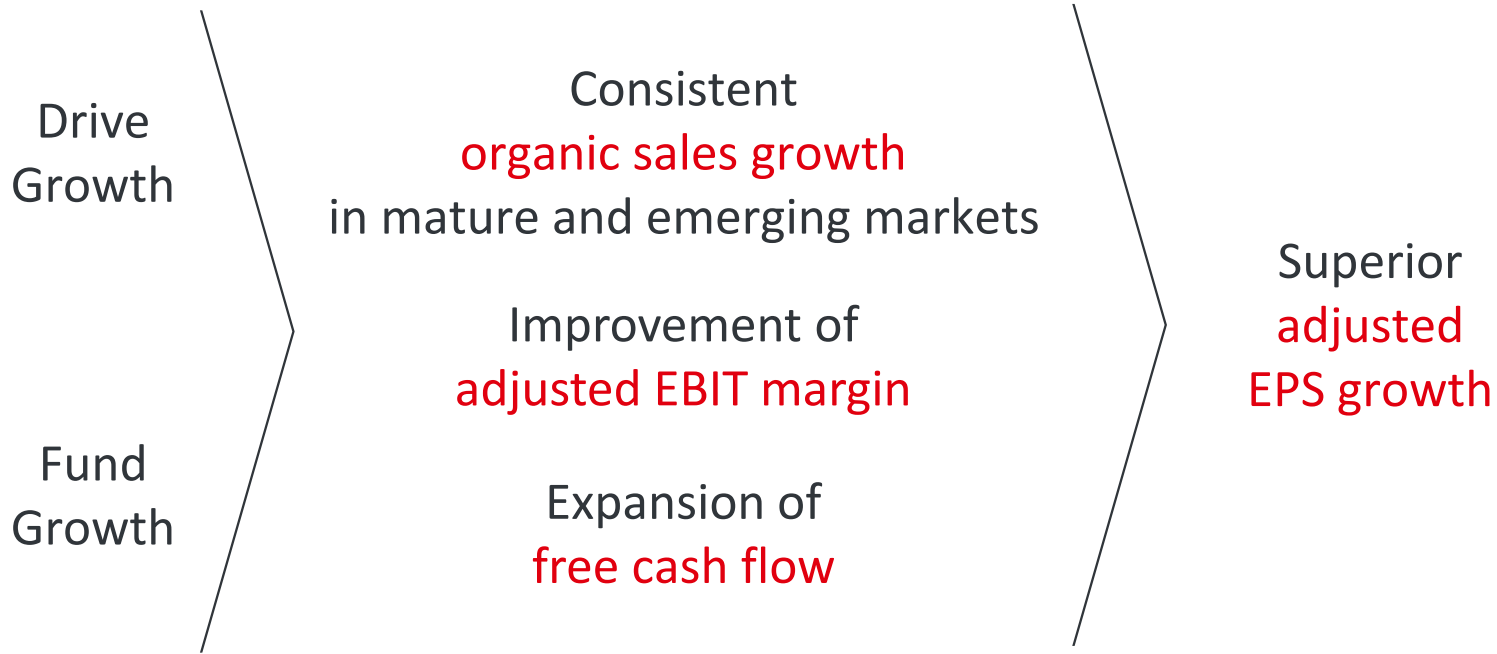 Drive
Growth
Fund
Growth
Consistent
organic sales growth
in mature and emerging markets
Improvement of
adjusted EBIT margin
Expansion of
free cash flow
Superior
adjusted
EPS growth